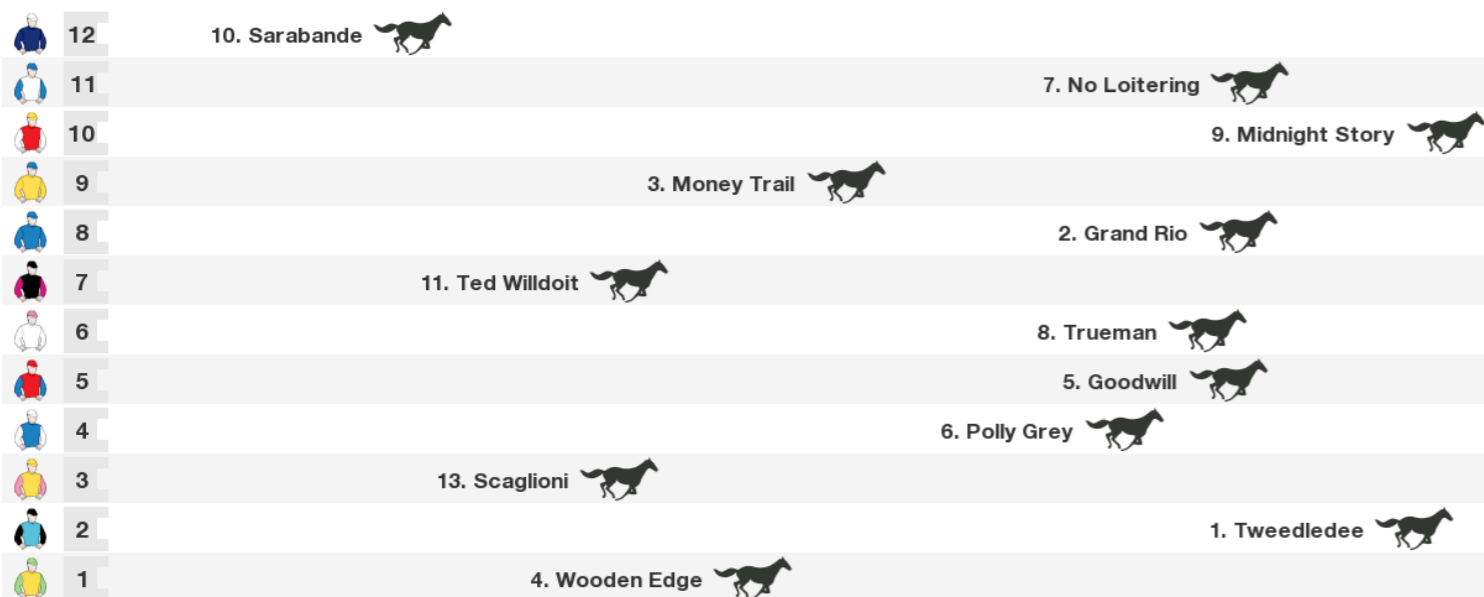 12 10. Sarabande
11 7. No Loitering
10 9. Midnight Story
9 3. Money Trail
8 2. Grand Rio
7 11. Ted Willdoit
6 8. Trueman
5 5. Goodwill
4 6. Polly Grey
3 13. Scaglioni
2 1. Tweedledee
1 4. Wooden Edge